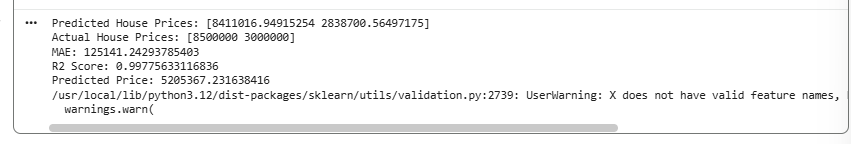 ••• Predicted House Prices: [8411016.94915254 2838700.56497175]
Actual House Prices: [8500000 3000000]
MAE: 125141.24293785403
R2 Score: 0.99775633116836
Predicted Price: 5205367.231638416
/usr/local/lib/python3.12/dist-packages/sklearn/utils/validation.py:2739: UserWarning: X does not have valid feature names,
warnings.warn(